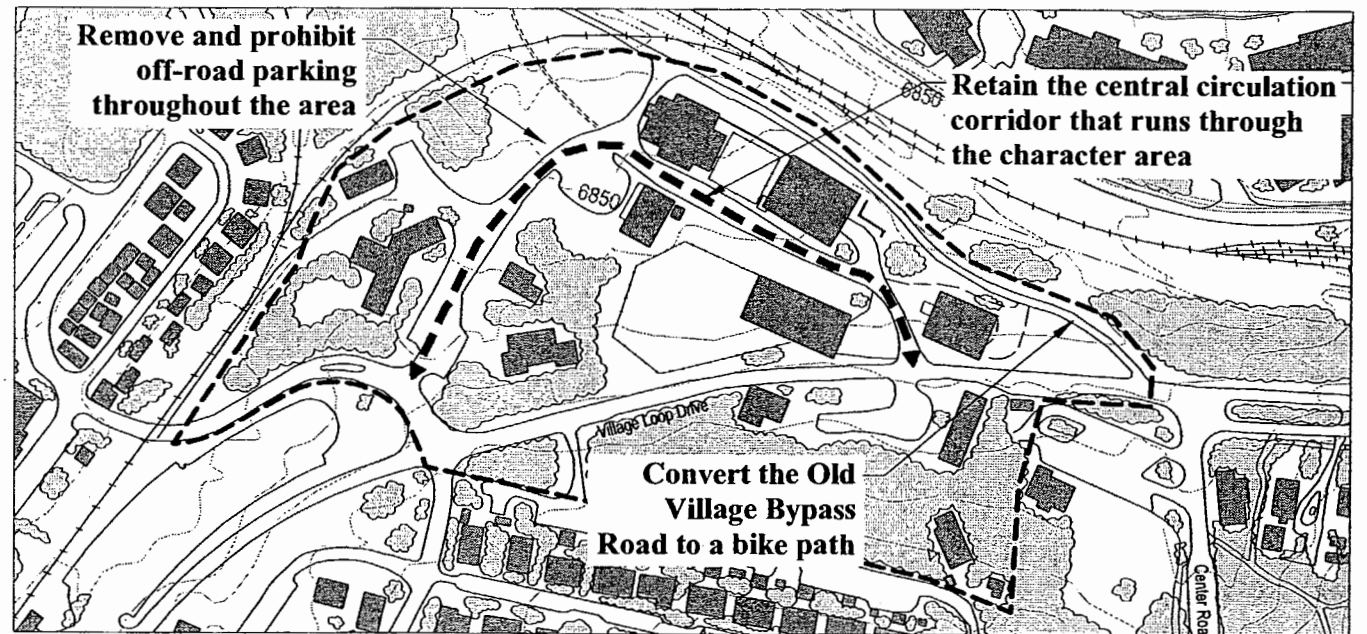 Remove and prohibit
off-road parking
throughout the area
Retain the central circulation
corridor that runs through
the character area
6850
6850
Village Loop Drive
Convert the Old
Village Bypass
Road to a bike path
Center Roa